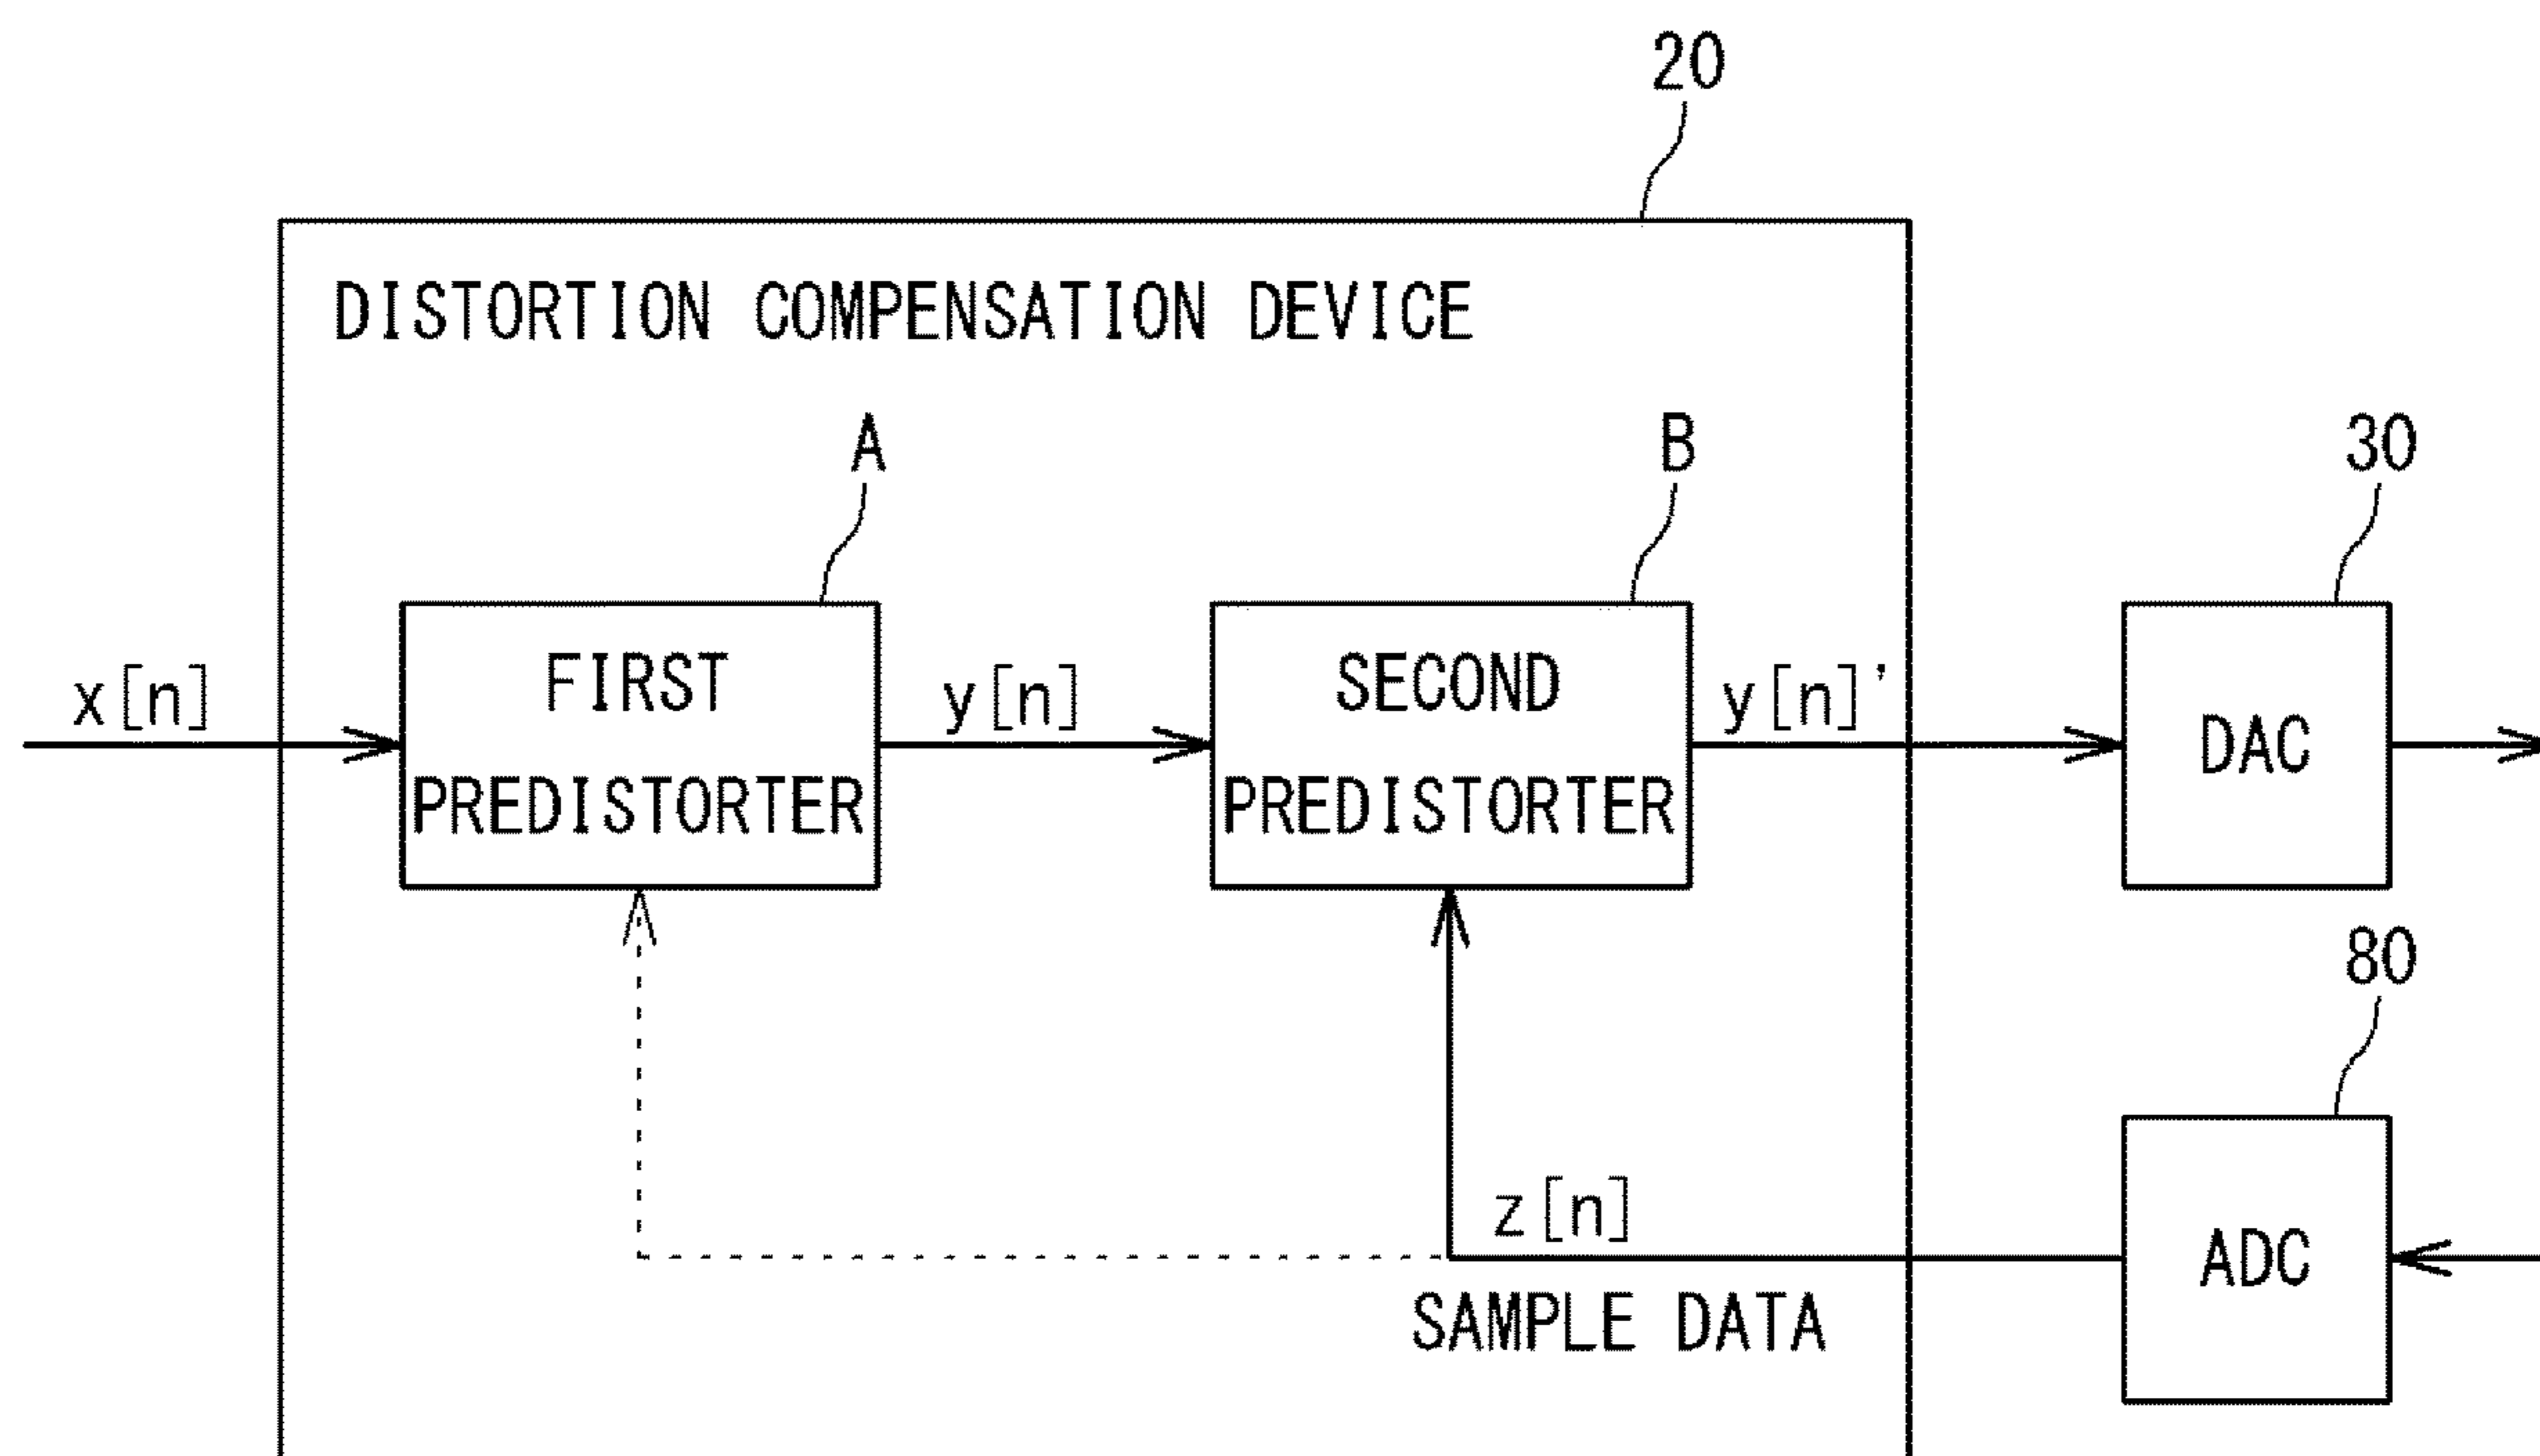 20
DISTORTION COMPENSATION DEVICE
A
B
30
x[n]
FIRST
PREDISTORTER
y[n]
SECOND
PREDISTORTER
y[n]'
DAC
80
z[n]
ADC
SAMPLE DATA